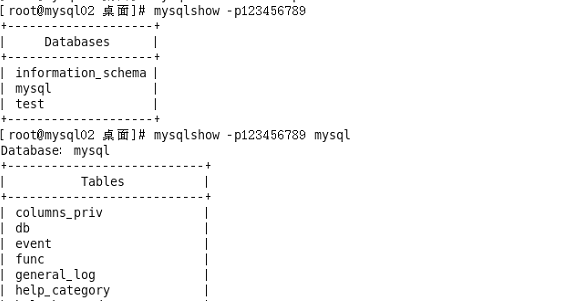 [ root@mysql02 桌面]# mysqlshow -p123456789
+--------------------+
|     Databases      |
+--------------------+
| information_schema |
| mysql              |
| test               |
+--------------------+
[ root@mysql02 桌面]# mysqlshow -p123456789 mysql
Database: mysql
+---------------------------+
|          Tables           |
+---------------------------+
| columns_priv              |
| db                        |
| event                     |
| func                      |
| general_log               |
| help_category             |